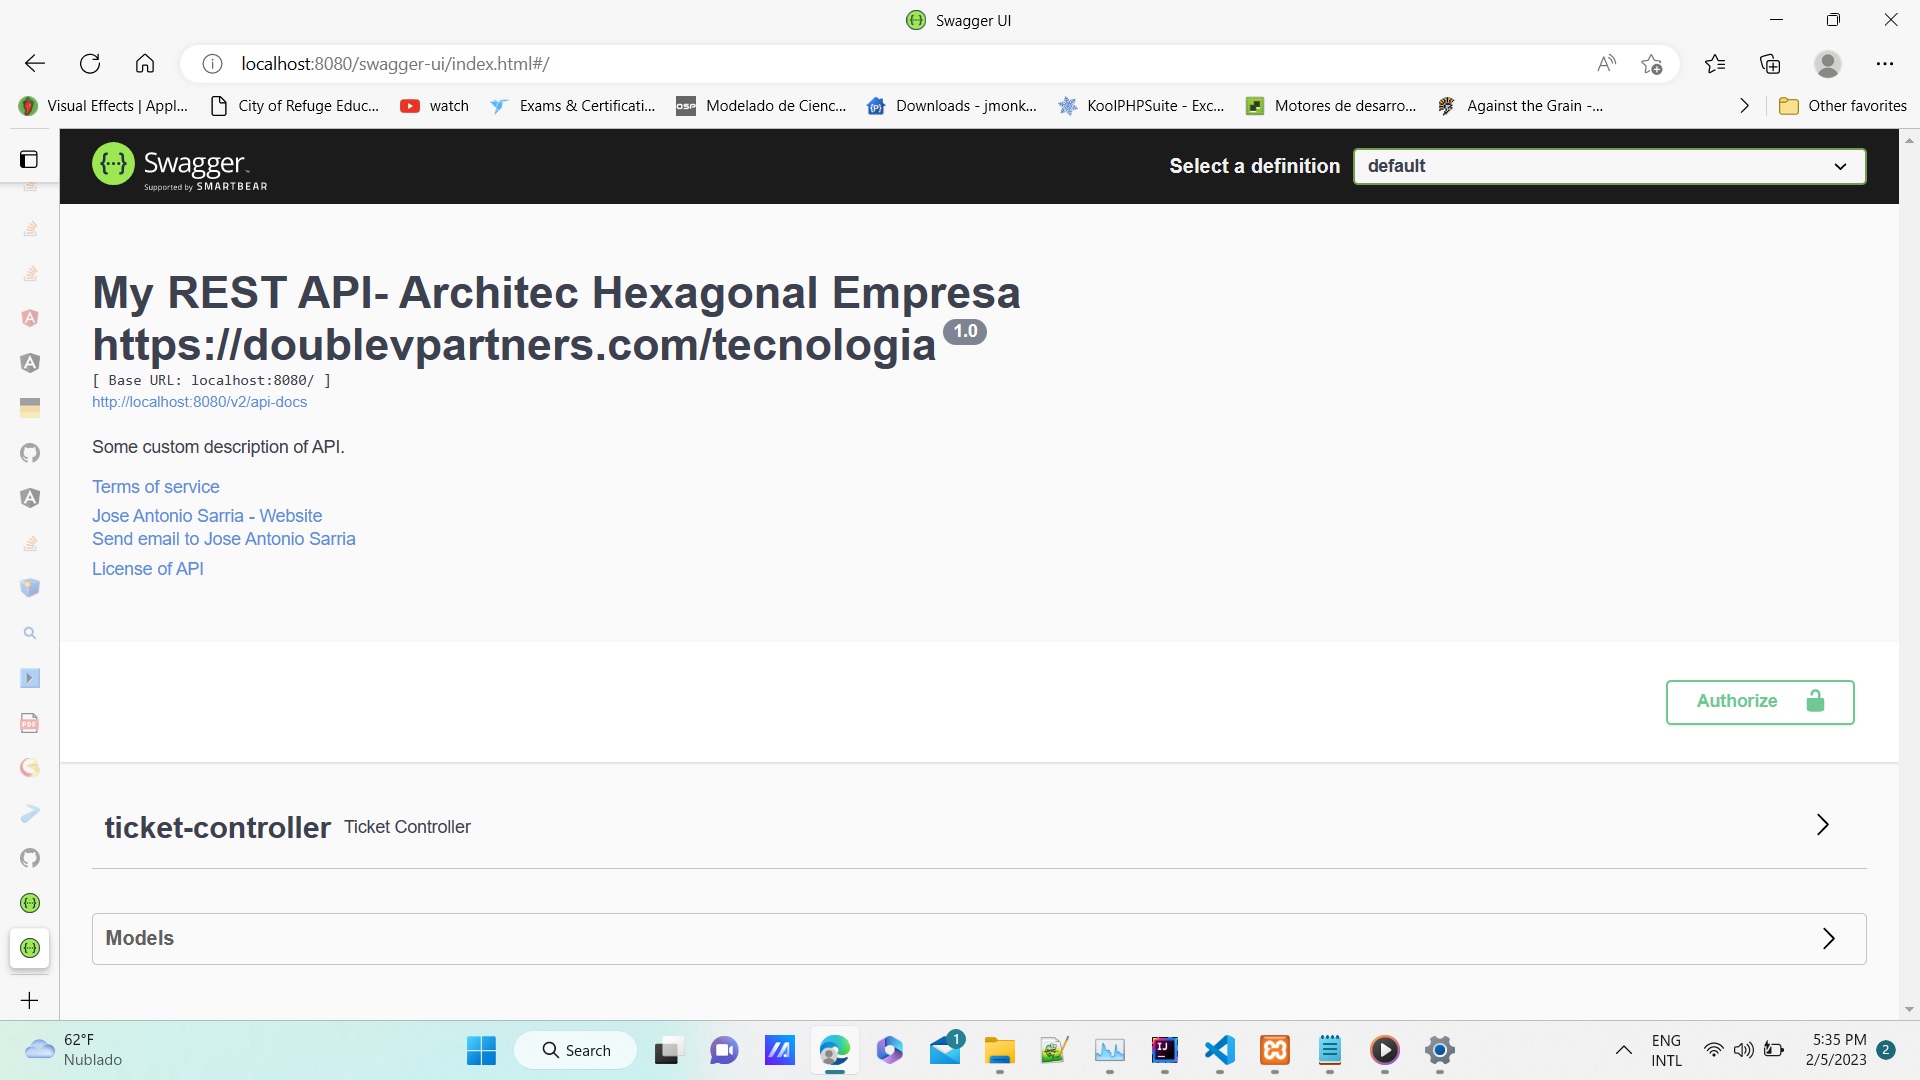 Swagger UI
localhost:8080/swagger-ui/index.html#/
Visual Effects | Appl...
City of Refuge Educ...
watch
Exams & Certificati...
OSP
Modelado de Cienc...
Downloads - jmonk...
KoolPHPSuite - Exc...
Motores de desarro...
Against the Grain -...
Other favorites
Swagger
Supported by SMARTBEAR
Select a definition
default
My REST API- Architec Hexagonal Empresa
https://doublevpartners.com/tecnologia 1.0
[ Base URL: localhost:8080/ ]
http://localhost:8080/v2/api-docs
Some custom description of API.
Terms of service
Jose Antonio Sarria - Website
Send email to Jose Antonio Sarria
License of API
Authorize
ticket-controller Ticket Controller
Models
62°F
Nublado
Search
1
ENG
INTL
5:35 PM
2/5/2023
2